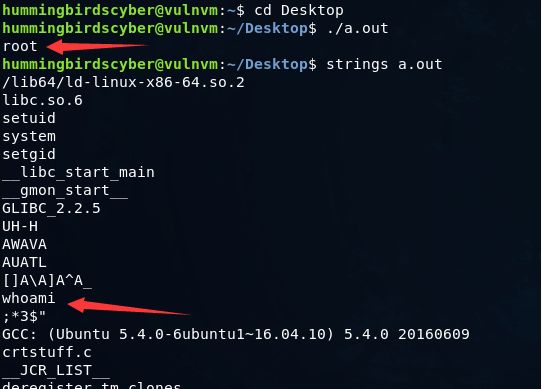 hummingbirdscyber@vulnvm:~$ cd Desktop
hummingbirdscyber@vulnvm:~/Desktop$ ./a.out
root
hummingbirdscyber@vulnvm:~/Desktop$ strings a.out
/lib64/ld-linux-x86-64.so.2
libc.so.6
setuid
system
setgid
__libc_start_main
__gmon_start__
GLIBC_2.2.5
UH-H
AWAVA
AUATL
[]A\A]A^A_
whoami
;*3$"
GCC: (Ubuntu 5.4.0-6ubuntu1~16.04.10) 5.4.0 20160609
crtstuff.c
__JCR_LIST__
deregister_tm_clones